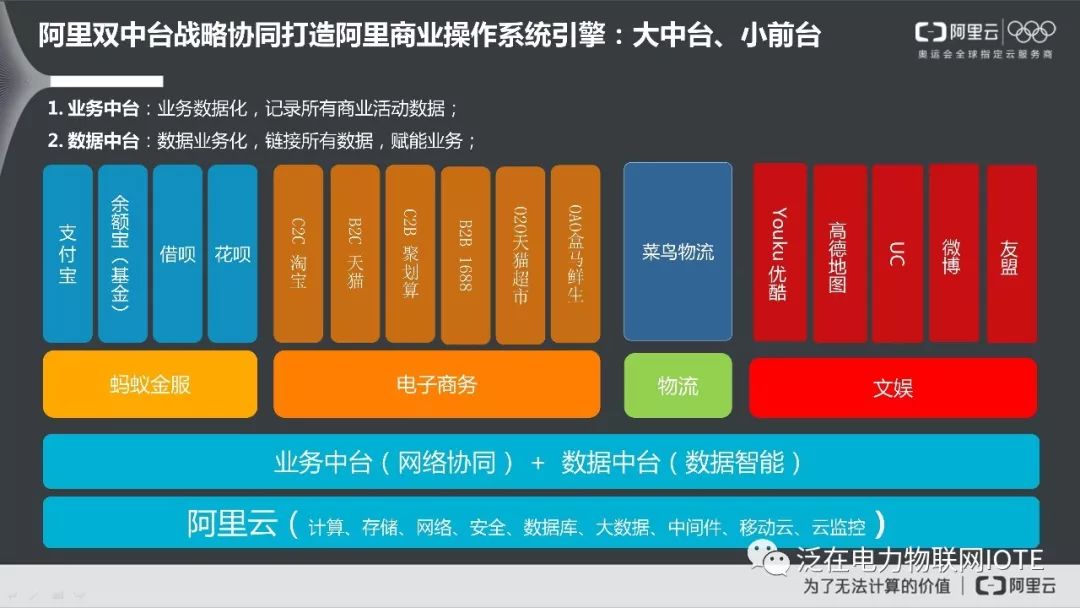 阿里双中台战略协同打造阿里商业操作系统引擎：大中台、小前台
阿里云
奥运会全球指定云服务商
1. 业务中台：业务数据化，记录所有商业活动数据；
2. 数据中台：数据业务化，链接所有数据，赋能业务；
支付宝
余额宝（基金）
借呗
花呗
C2C 淘宝
B2C 天猫
C2B 聚划算
B2B 1688
O2O天猫超市
OAO盒马鲜生
菜鸟物流
Youku 优酷
高德地图
UC
微博
友盟
蚂蚁金服
电子商务
物流
文娱
业务中台（网络协同） + 数据中台（数据智能）
阿里云（计算、存储、网络、安全、数据库、大数据、中间件、移动云、云监控）
泛在电力物联网IOTE
为了无法计算的价值
阿里云